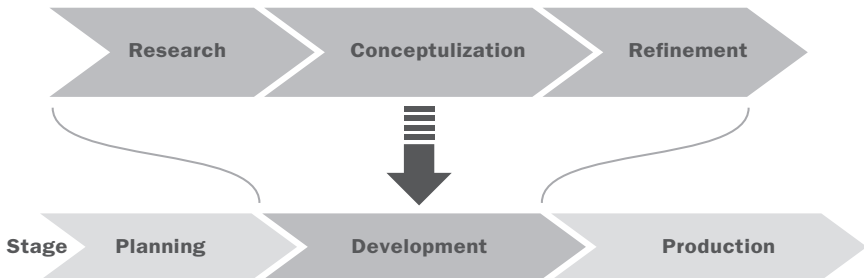 Research Conceptulization Refinement
Stage Planning Development Production